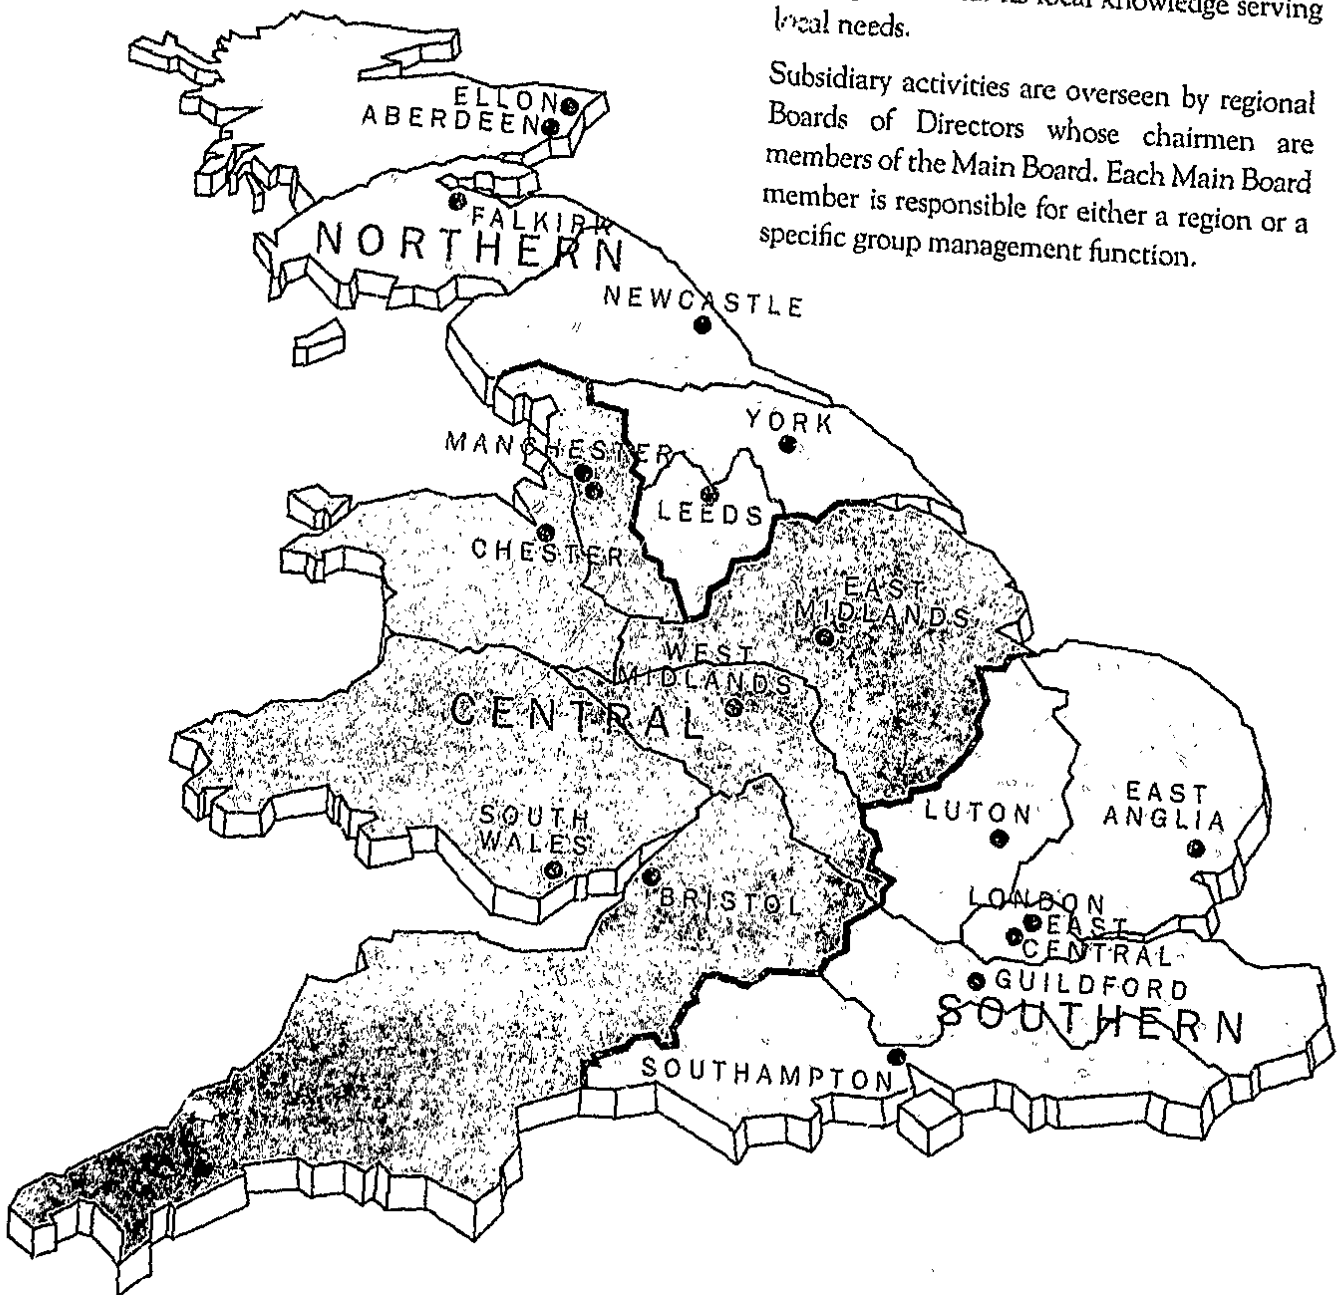 local knowledge serving
local needs.
Subsidiary activities are overseen by regional
Boards of Directors whose chairmen are
members of the Main Board. Each Main Board
member is responsible for either a region or a
specific group management function.
ELLON
ABERDEEN
FALKIRK
NORTHERN
NEWCASTLE
YORK
MANCHESTER
LEEDS
CHESTER
EAST
MIDLANDS
WEST
MIDLANDS
CENTRAL
SOUTH
WALES
BRISTOL
LUTON
EAST
ANGLIA
LONDON
EAST
CENTRAL
GUILDFORD
SOUTHERN
SOUTHAMPTON